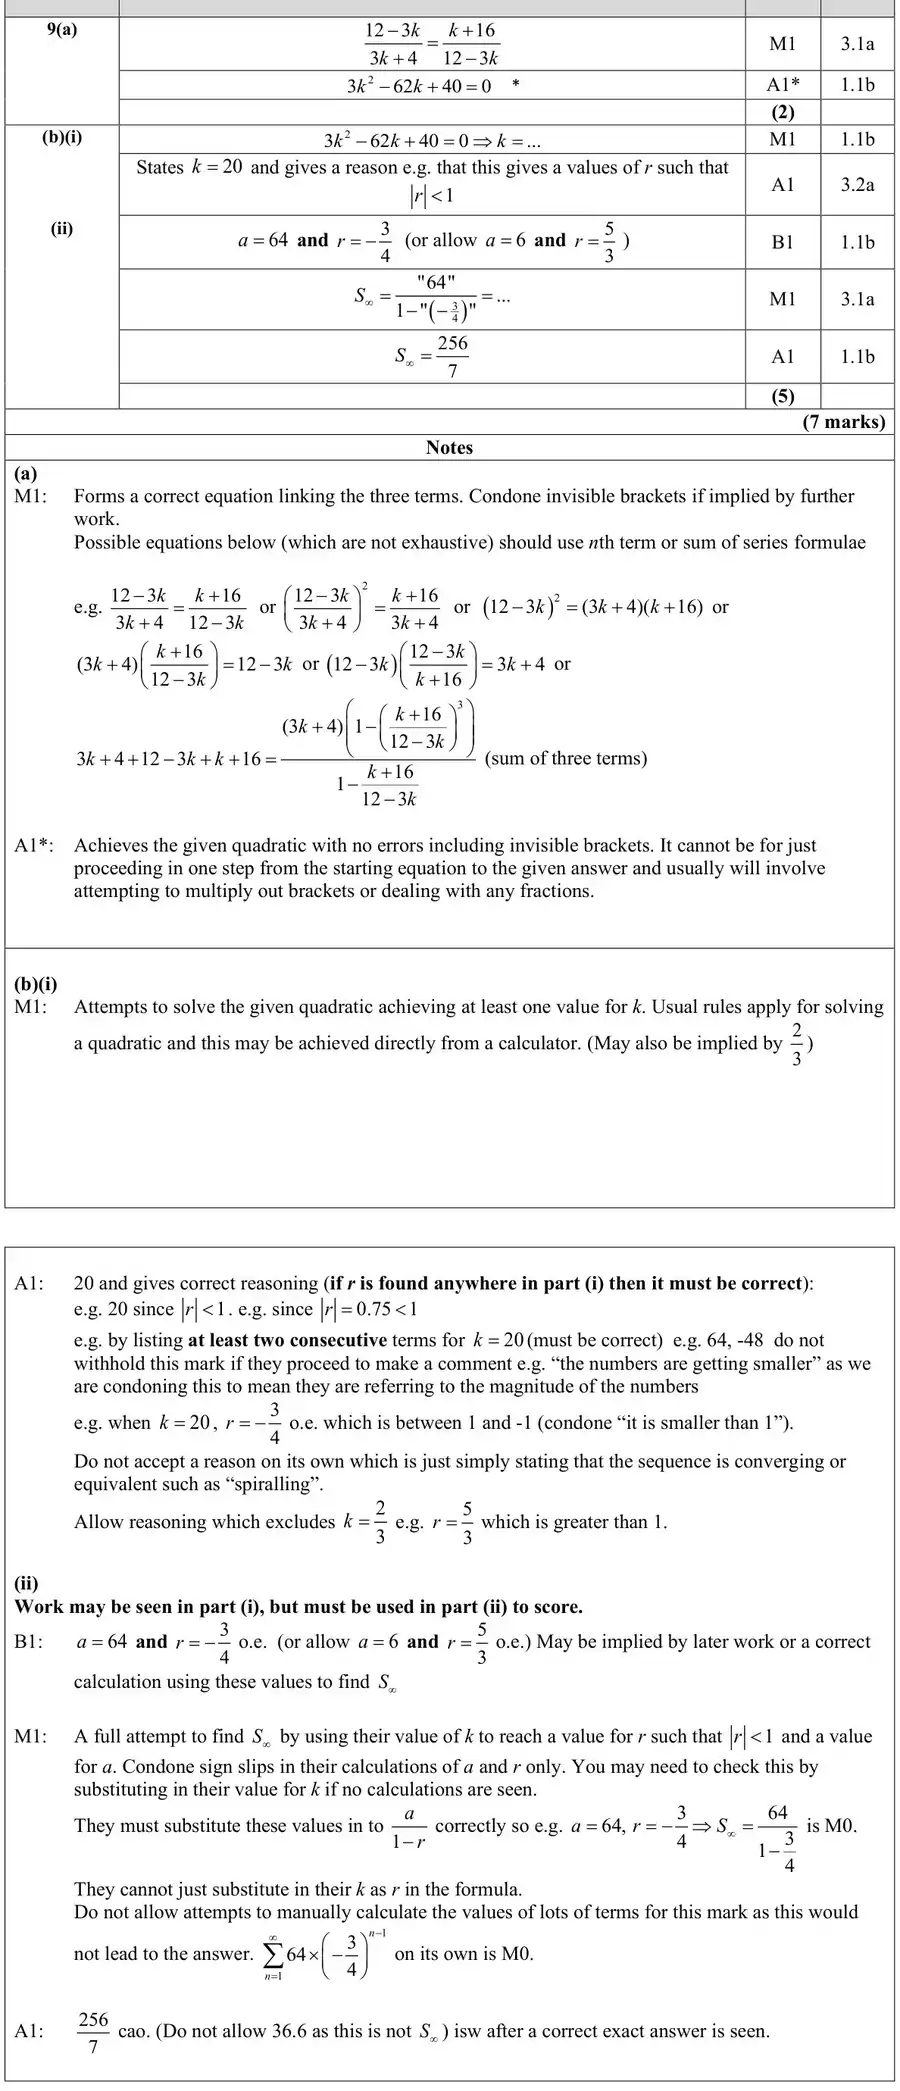 9(a)
(12 − 3k)/(3k + 4) = (k + 16)/(12 − 3k) M1 3.1a
3k² − 62k + 40 = 0 * A1* 1.1b
(2)
(b)(i) 3k² − 62k + 40 = 0 ⇒ k = ... M1 1.1b
States k = 20 and gives a reason e.g. that this gives a values of r such that
|r| < 1 A1 3.2a
(ii) a = 64 and r = −3/4 (or allow a = 6 and r = 5/3 ) B1 1.1b
S∞ = "64"/(1 − "(−3/4)") = ... M1 3.1a
S∞ = 256/7 A1 1.1b
(5)
(7 marks)
Notes
(a)
M1: Forms a correct equation linking the three terms. Condone invisible brackets if implied by further
work.
Possible equations below (which are not exhaustive) should use nth term or sum of series formulae
e.g. (12 − 3k)/(3k + 4) = (k + 16)/(12 − 3k) or ((12 − 3k)/(3k + 4))² = (k + 16)/(3k + 4) or (12 − 3k)² = (3k + 4)(k + 16) or
(3k + 4)((k + 16)/(12 − 3k)) = 12 − 3k or (12 − 3k)((12 − 3k)/(k + 16)) = 3k + 4 or
3k + 4 + 12 − 3k + k + 16 = (3k + 4)(1 − ((k + 16)/(12 − 3k))³)/(1 − (k + 16)/(12 − 3k)) (sum of three terms)
A1*: Achieves the given quadratic with no errors including invisible brackets. It cannot be for just
proceeding in one step from the starting equation to the given answer and usually will involve
attempting to multiply out brackets or dealing with any fractions.
(b)(i)
M1: Attempts to solve the given quadratic achieving at least one value for k. Usual rules apply for solving
a quadratic and this may be achieved directly from a calculator. (May also be implied by 2/3 )
A1: 20 and gives correct reasoning (if r is found anywhere in part (i) then it must be correct):
e.g. 20 since |r| < 1. e.g. since |r| = 0.75 < 1
e.g. by listing at least two consecutive terms for k = 20 (must be correct) e.g. 64, -48 do not
withhold this mark if they proceed to make a comment e.g. “the numbers are getting smaller” as we
are condoning this to mean they are referring to the magnitude of the numbers
e.g. when k = 20, r = −3/4 o.e. which is between 1 and -1 (condone “it is smaller than 1”).
Do not accept a reason on its own which is just simply stating that the sequence is converging or
equivalent such as “spiralling”.
Allow reasoning which excludes k = 2/3 e.g. r = 5/3 which is greater than 1.
(ii)
Work may be seen in part (i), but must be used in part (ii) to score.
B1: a = 64 and r = −3/4 o.e. (or allow a = 6 and r = 5/3 o.e.) May be implied by later work or a correct
calculation using these values to find S∞
M1: A full attempt to find S∞ by using their value of k to reach a value for r such that |r| < 1 and a value
for a. Condone sign slips in their calculations of a and r only. You may need to check this by
substituting in their value for k if no calculations are seen.
They must substitute these values in to a/(1 − r) correctly so e.g. a = 64, r = −3/4 ⇒ S∞ = 64/(1 − 3/4) is M0.
They cannot just substitute in their k as r in the formula.
Do not allow attempts to manually calculate the values of lots of terms for this mark as this would
not lead to the answer. ∑_{n=1}^{∞} 64 × (−3/4)^{n−1} on its own is M0.
A1: 256/7 cao. (Do not allow 36.6 as this is not S∞ ) isw after a correct exact answer is seen.